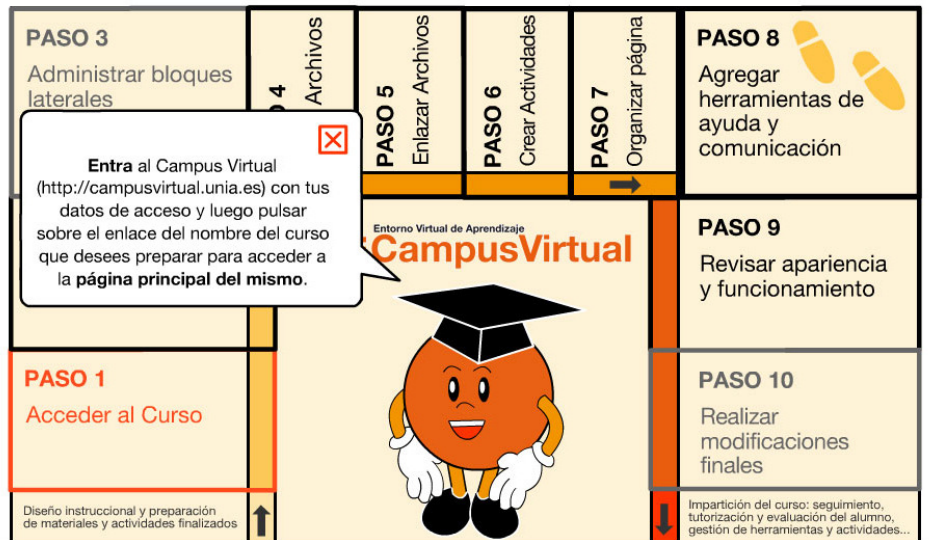 PASO 3
Administrar bloques
laterales
4
Archivos
PASO 5
Enlazar Archivos
PASO 6
Crear Actividades
PASO 7
Organizar página
PASO 8
Agregar
herramientas de
ayuda y
comunicación
Entra al Campus Virtual
(http://campusvirtual.unia.es) con tus
datos de acceso y luego pulsar
sobre el enlace del nombre del curso
que desees preparar para acceder a
la página principal del mismo.
Entorno Virtual de Aprendizaje
CampusVirtual
PASO 9
Revisar apariencia
y funcionamiento
PASO 1
Acceder al Curso
PASO 10
Realizar
modificaciones
finales
Diseño instruccional y preparación
de materiales y actividades finalizados
Impartición del curso: seguimiento,
tutorización y evaluación del alumno,
gestión de herramientas y actividades...